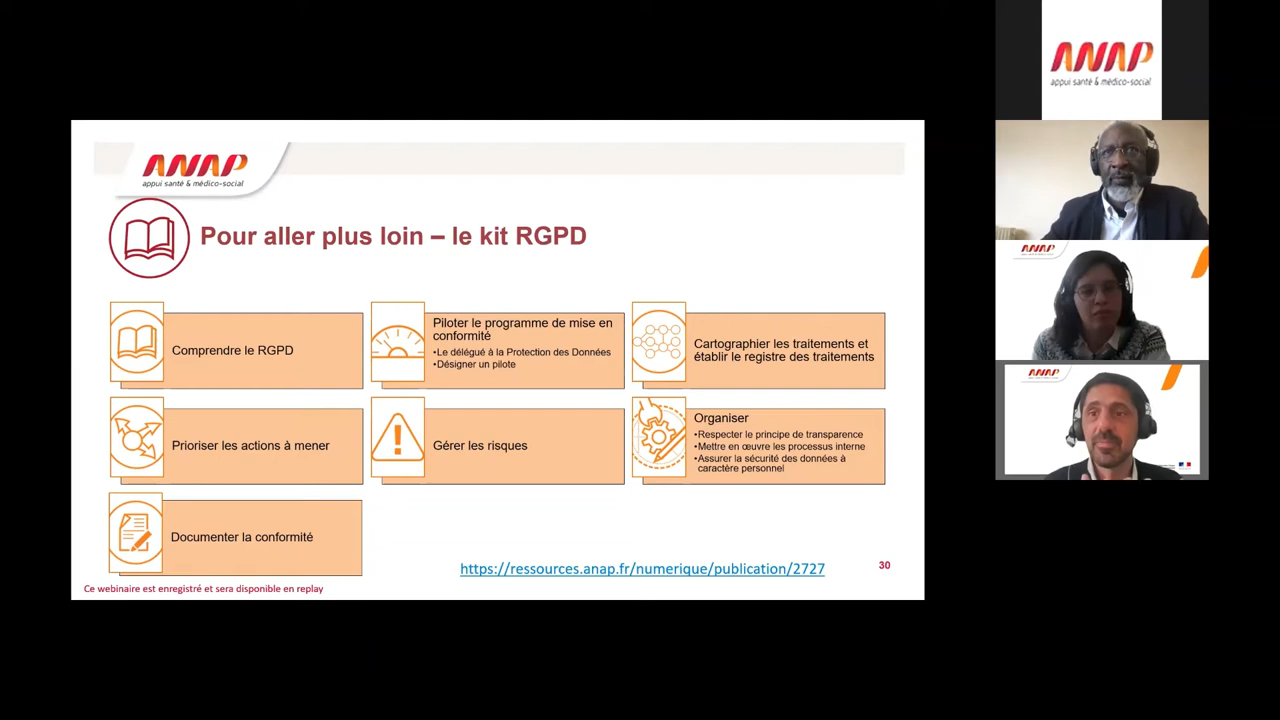 ANAP
appui santé & médico-social
ANAP
appui santé & médico-social
Pour aller plus loin – le kit RGPD
Comprendre le RGPD
Piloter le programme de mise en
conformité
•Le délégué à la Protection des Données
•Désigner un pilote
Cartographier les traitements et
établir le registre des traitements
Prioriser les actions à mener
Gérer les risques
Organiser
•Respecter le principe de transparence
•Mettre en œuvre les processus interne
•Assurer la sécurité des données à
caractère personnel
Documenter la conformité
https://ressources.anap.fr/numerique/publication/2727
30
Ce webinaire est enregistré et sera disponible en replay
ANAP
ANAP